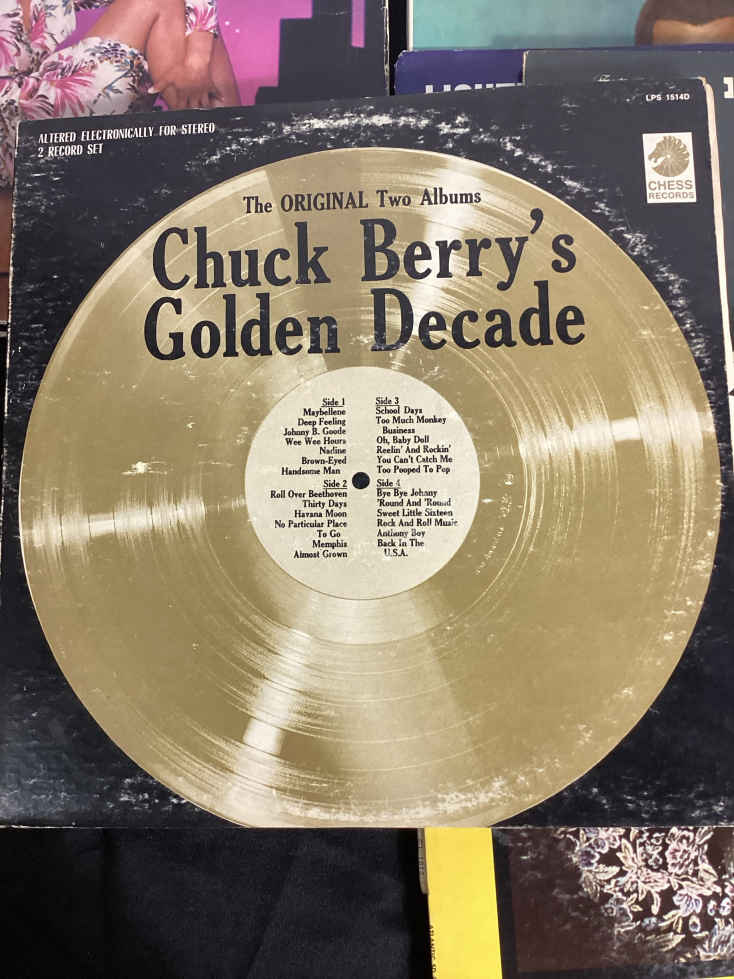 LPS 1514D
ALTERED ELECTRONICALLY FOR STEREO
2 RECORD SET
CHESS
RECORDS
The ORIGINAL Two Albums
Chuck Berry's
Golden Decade
Side 1
Maybellene
Deep Feeling
Johnny B. Goode
Wee Wee Hours
Nadine
Brown-Eyed
Handsome Man
Side 2
Roll Over Beethoven
Thirty Days
Havana Moon
No Particular Place
To Go
Memphis
Almost Grown
Side 3
School Days
Too Much Monkey
Business
Oh, Baby Doll
Reelin' And Rockin'
You Can't Catch Me
Too Pooped To Pop
Side 4
Bye Bye Johnny
'Round And 'Round
Sweet Little Sixteen
Rock And Roll Music
Anthony Boy
Back In The
U.S.A.